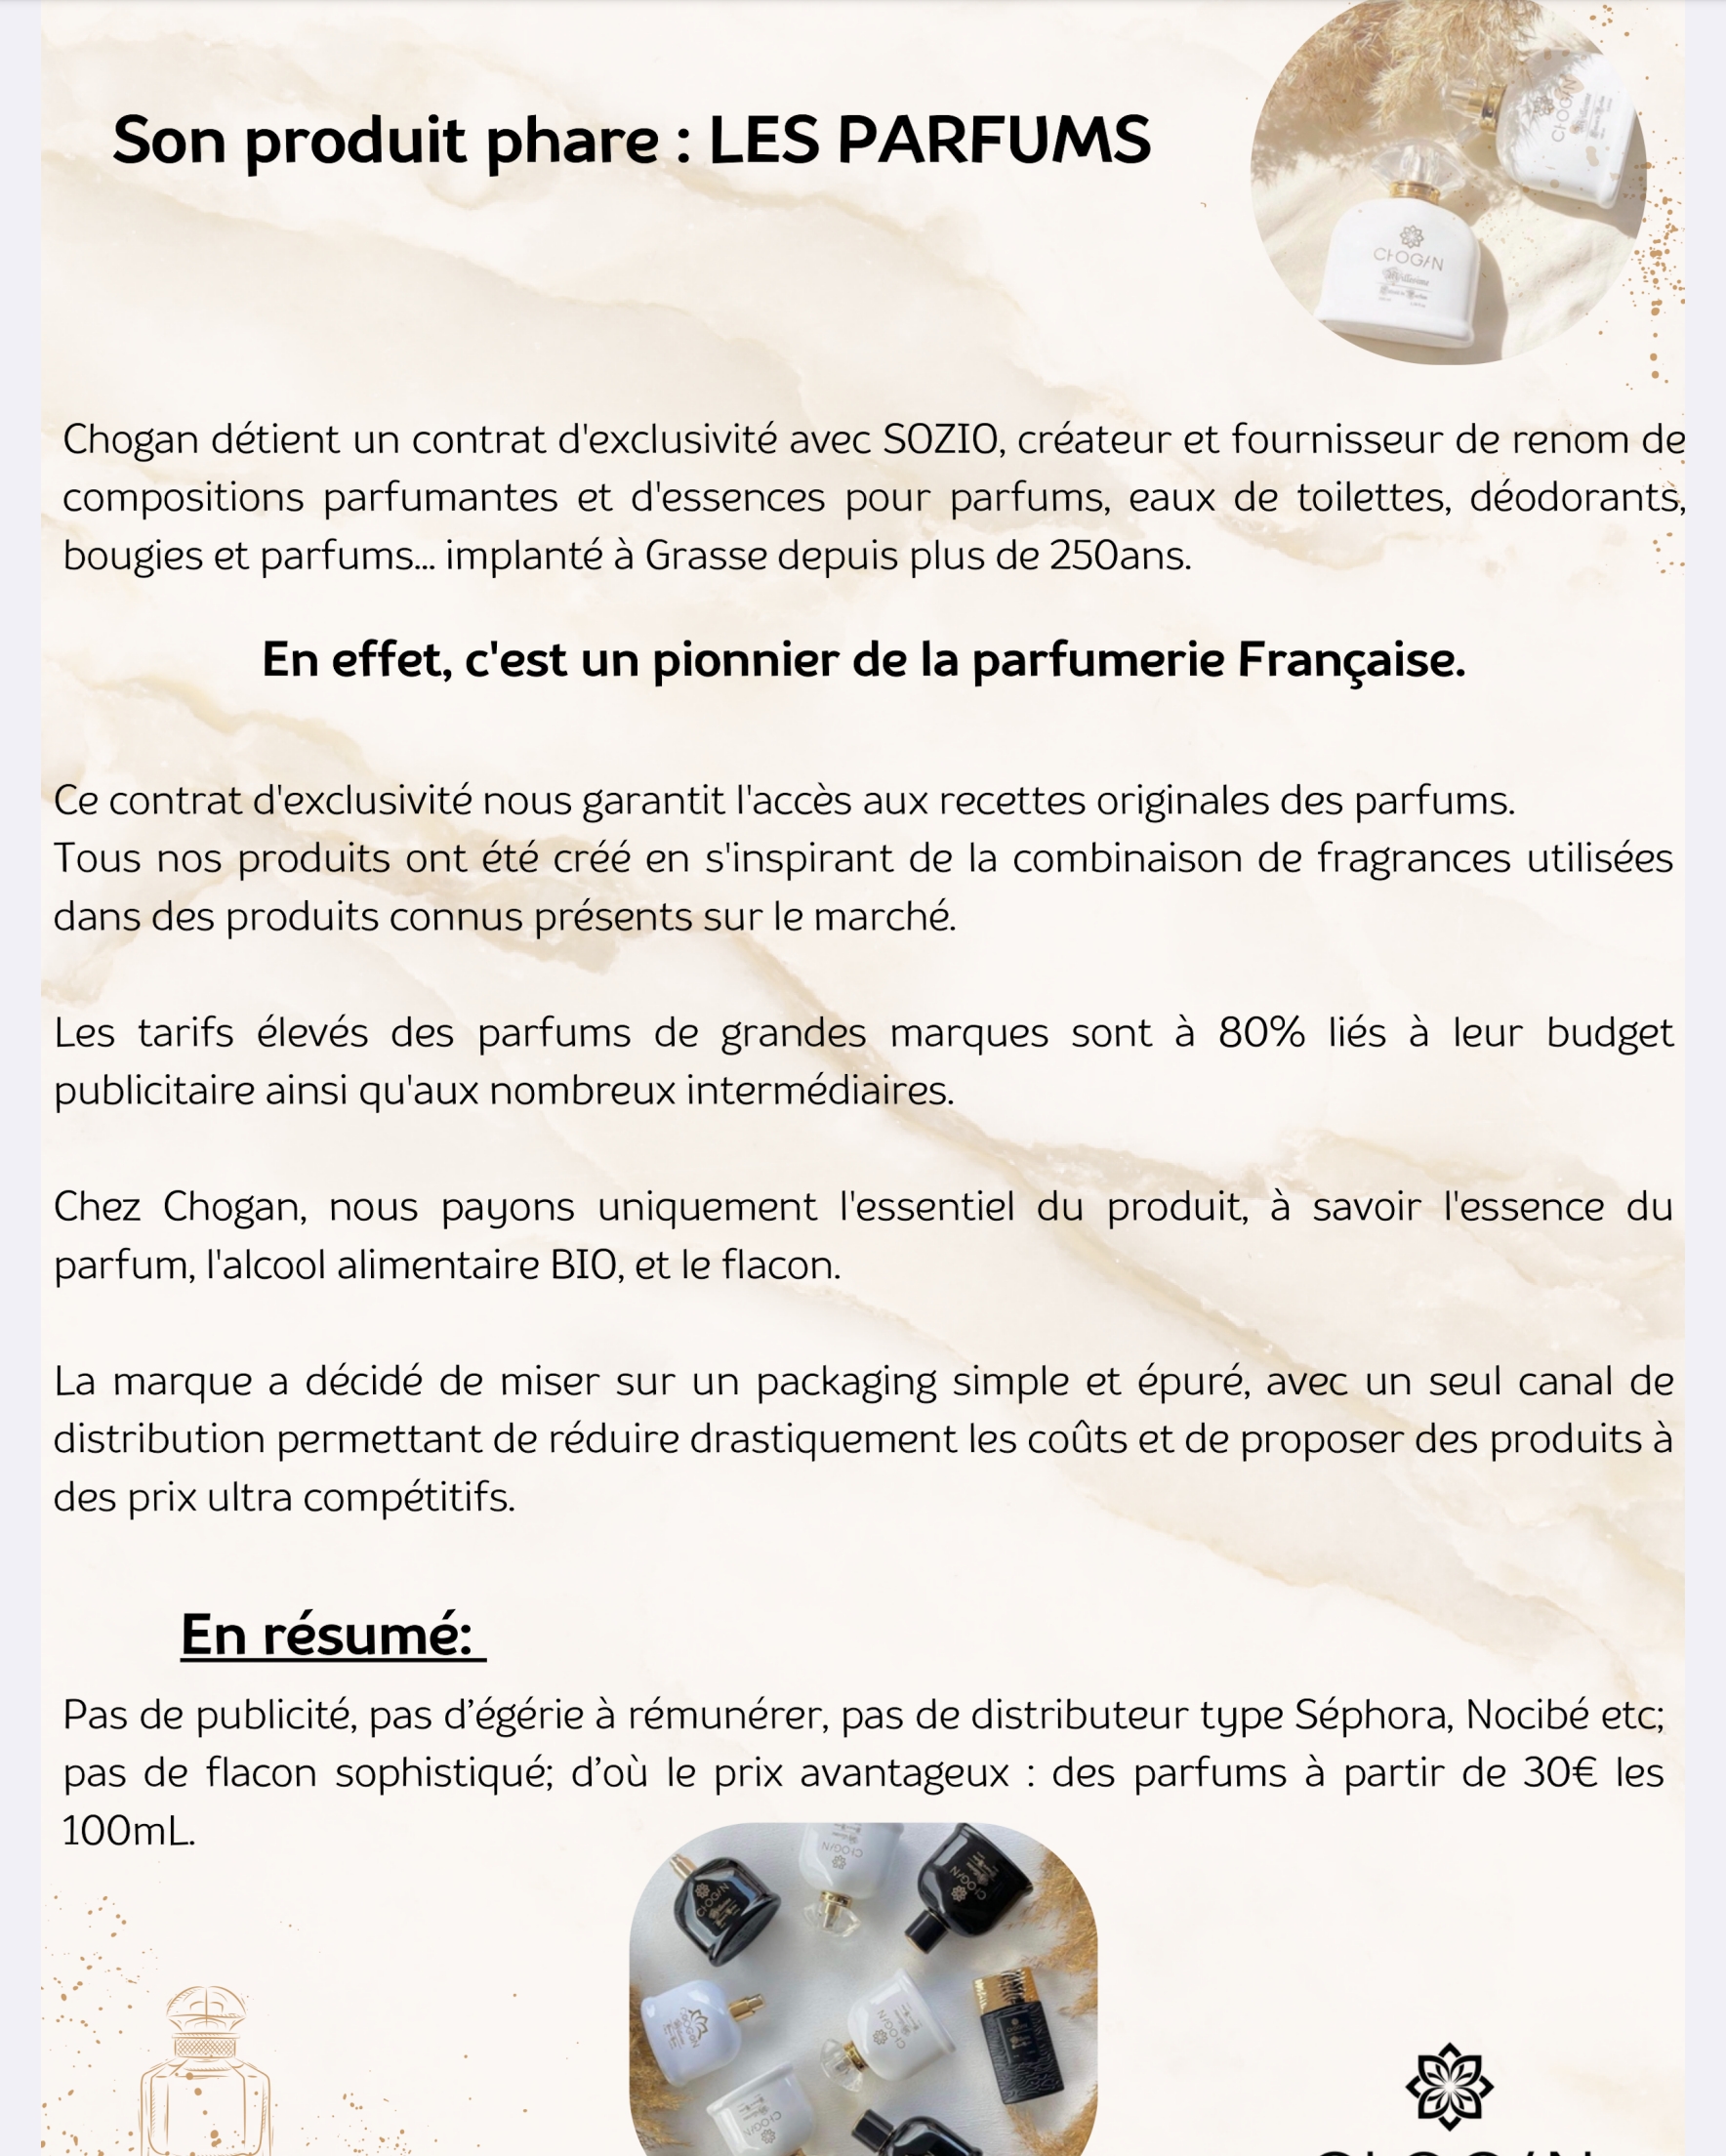 Son produit phare : LES PARFUMS
CHOGAN
Millesime
CHOGAN
Chogan détient un contrat d'exclusivité avec SOZIO, créateur et fournisseur de renom de
compositions parfumantes et d'essences pour parfums, eaux de toilettes, déodorants,
bougies et parfums... implanté à Grasse depuis plus de 250ans.
En effet, c'est un pionnier de la parfumerie Française.
Ce contrat d'exclusivité nous garantit l'accès aux recettes originales des parfums.
Tous nos produits ont été créé en s'inspirant de la combinaison de fragrances utilisées
dans des produits connus présents sur le marché.
Les tarifs élevés des parfums de grandes marques sont à 80% liés à leur budget
publicitaire ainsi qu'aux nombreux intermédiaires.
Chez Chogan, nous payons uniquement l'essentiel du produit, à savoir l'essence du
parfum, l'alcool alimentaire BIO, et le flacon.
La marque a décidé de miser sur un packaging simple et épuré, avec un seul canal de
distribution permettant de réduire drastiquement les coûts et de proposer des produits à
des prix ultra compétitifs.
En résumé:
Pas de publicité, pas d’égérie à rémunérer, pas de distributeur type Séphora, Nocibé etc;
pas de flacon sophistiqué; d’où le prix avantageux : des parfums à partir de 30€ les
100mL.
CHOGAN
CHOGAN
CHOGAN
CHOGAN
CHOGAN
CHOGAN